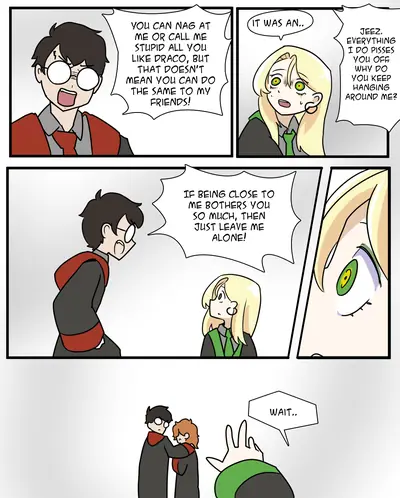 YOU CAN NAG AT
ME OR CALL ME
STUPID ALL YOU
LIKE DRACO, BUT
THAT DOESN'T
MEAN YOU CAN DO
THE SAME TO MY
FRIENDS!
IT WAS AN..
JEEZ.
EVERYTHING
I DO PISSES
YOU OFF
WHY DO
YOU KEEP
HANGING
AROUND ME?
IF BEING CLOSE TO
ME BOTHERS YOU
SO MUCH, THEN
JUST LEAVE ME
ALONE!
WAIT..